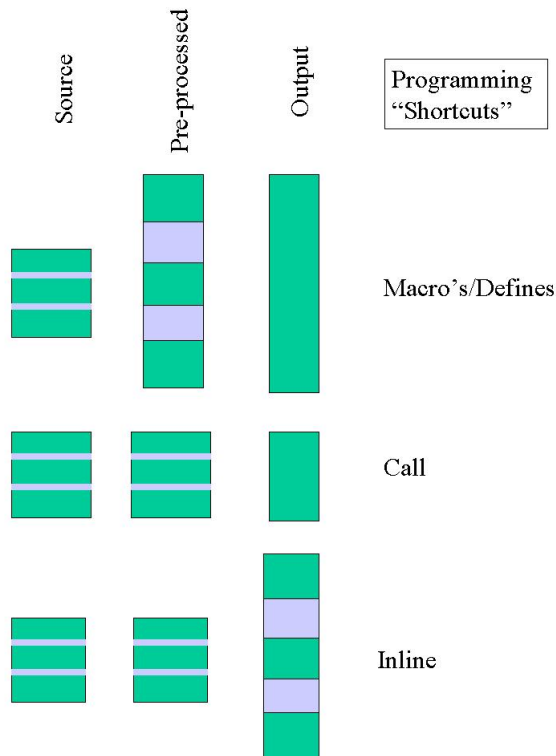 Source
Pre-processed
Output
Programming
“Shortcuts”
Macro's/Defines
Call
Inline